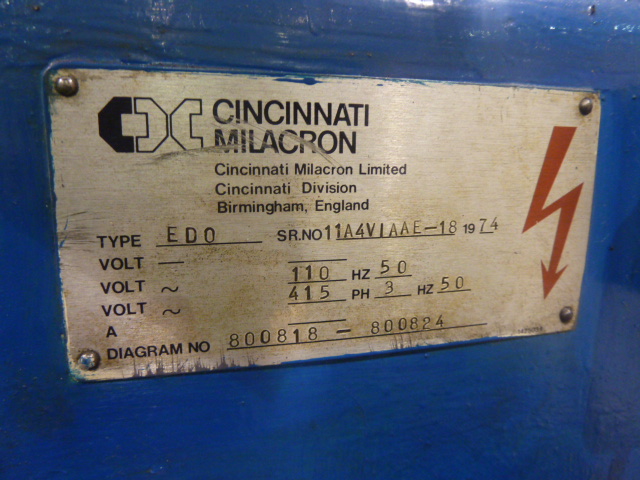 CINCINNATI
MILACRON
Cincinnati Milacron Limited
Cincinnati Division
Birmingham, England
TYPE EDO SR.NO 11A4V1AAE-18 1974
VOLT —
VOLT ~ 110 HZ 50
VOLT ~ 415 PH 3 HZ 50
A
DIAGRAM NO 800818 - 800824